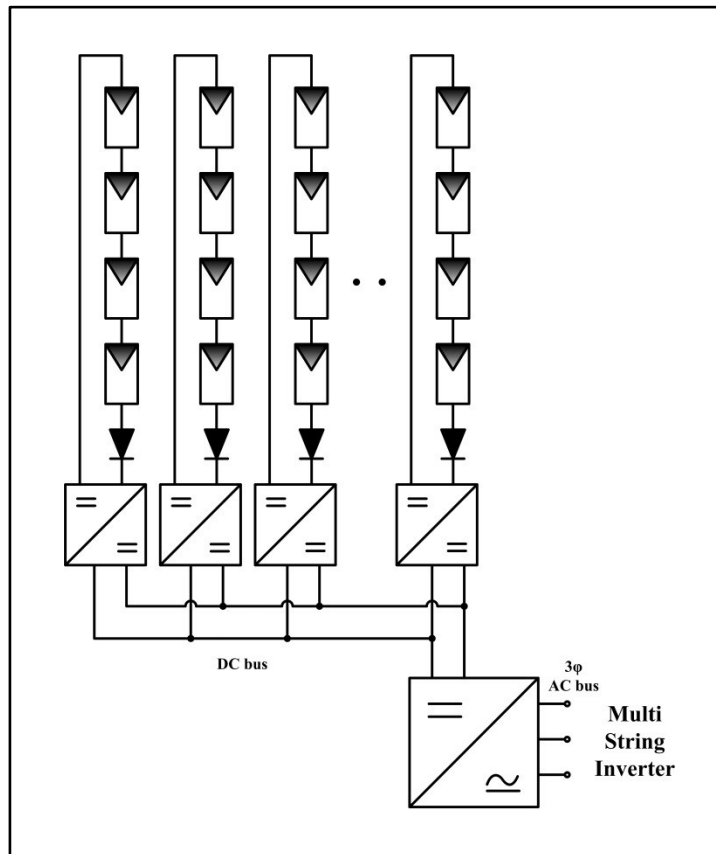 DC bus
3φ
AC bus
Multi
String
Inverter